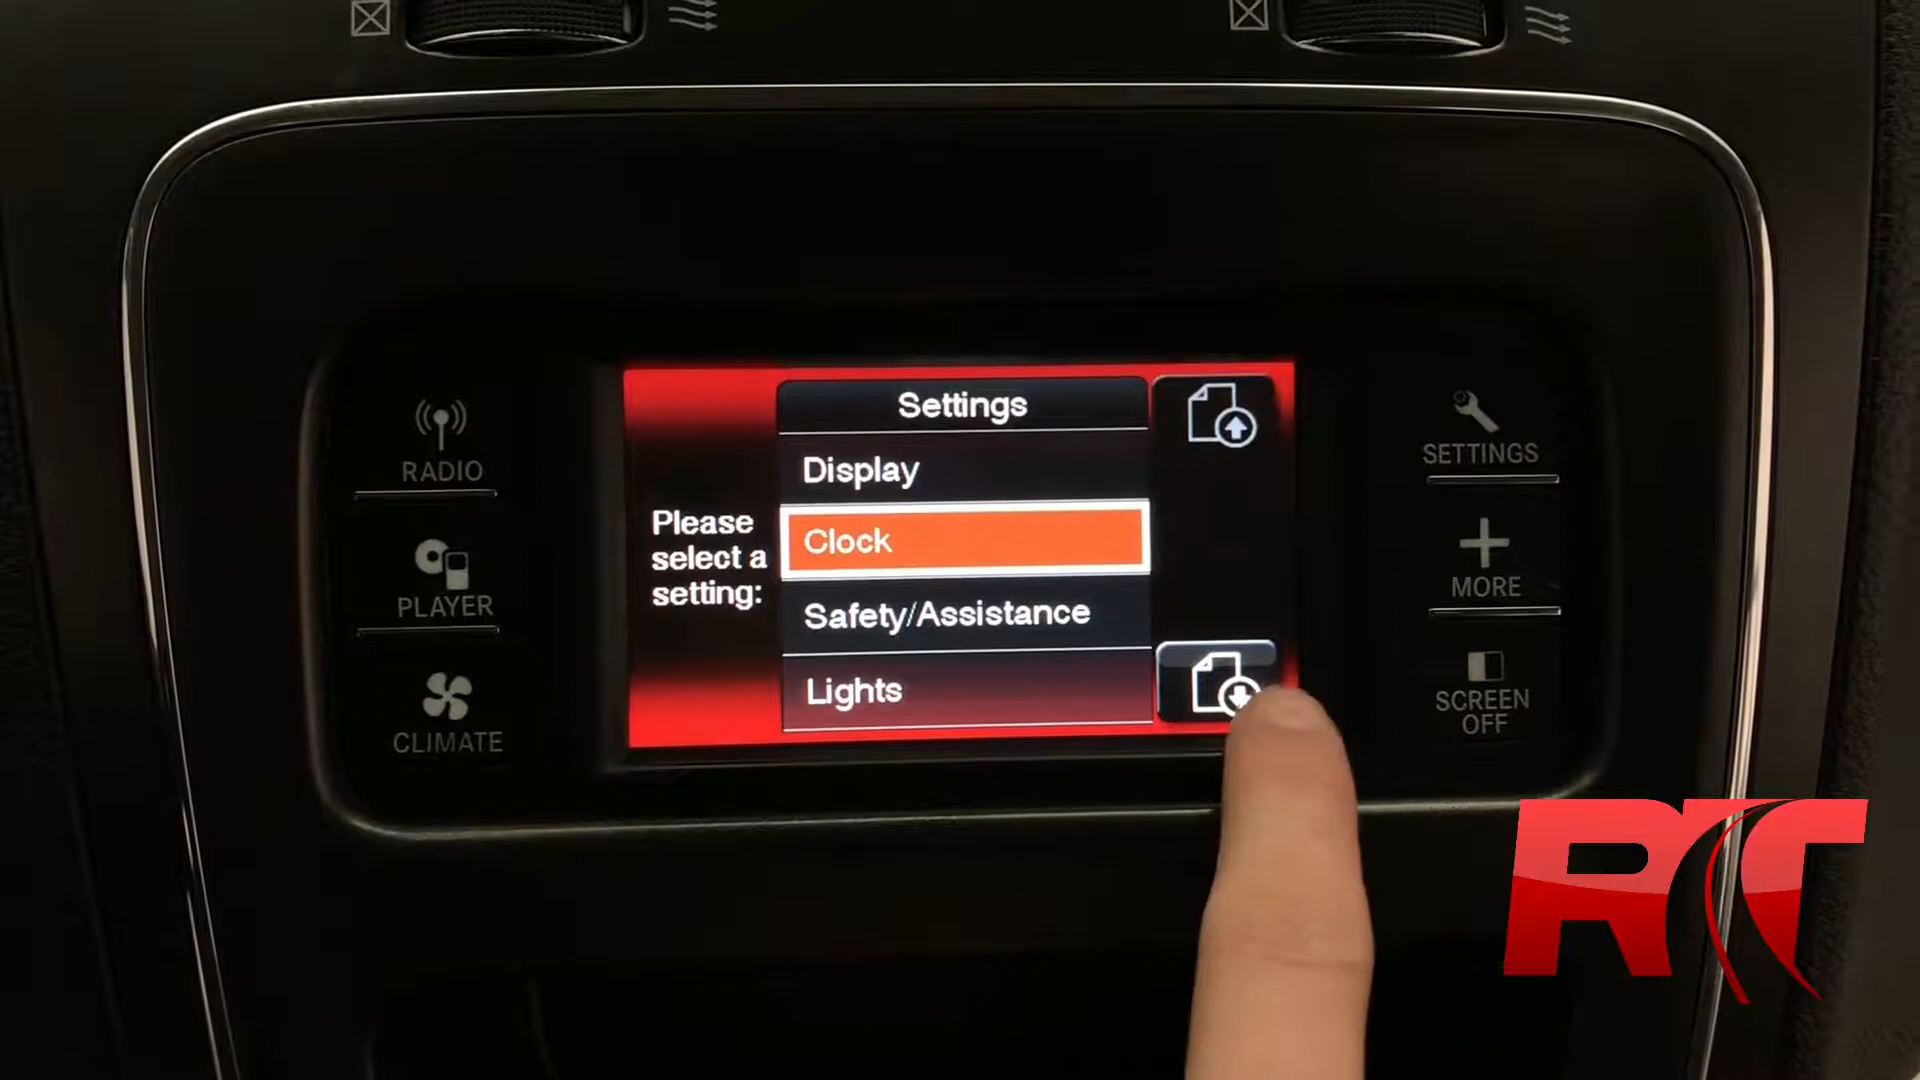 Settings
Display
Clock
Safety/Assistance
Lights
Please
select a
setting:
RADIO
PLAYER
CLIMATE
SETTINGS
MORE
SCREEN
OFF
RT